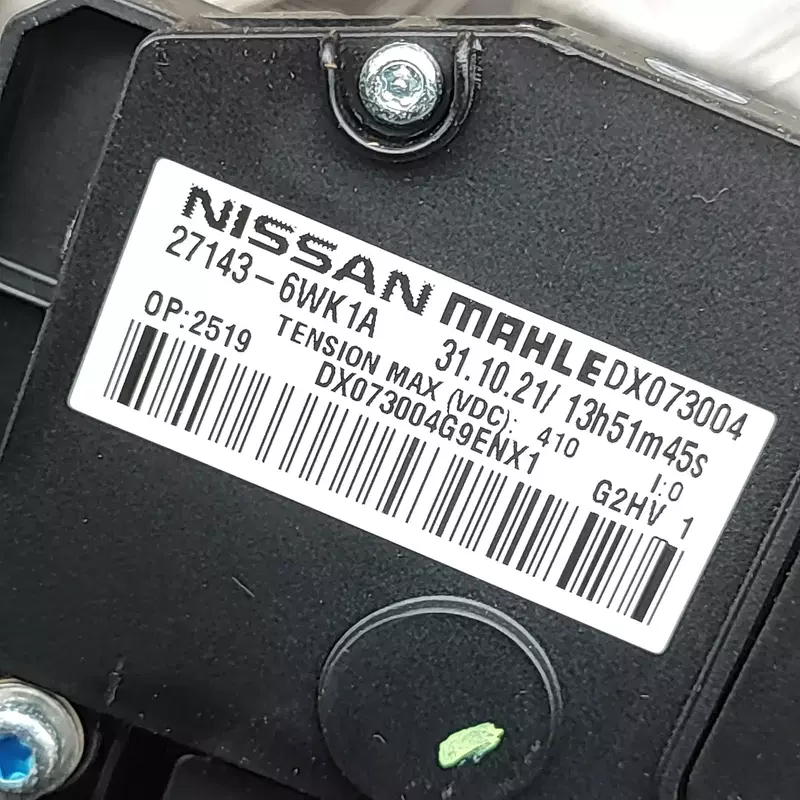 NISSAN MAHLE DX073004
27143-6WK1A 31.10.21/ 13h51m45s
OP:2519 TENSION MAX (VDC): 410 I:0
DX073004G9ENX1 G2HV 1